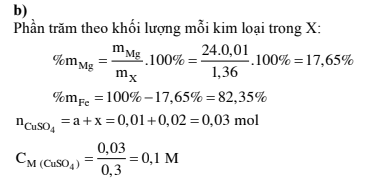 b)
Phần trăm theo khối lượng mỗi kim loại trong X:
%m_Mg = m_Mg / m_X .100% = 24.0,01 / 1,36 .100% = 17,65%
%m_Fe = 100% − 17,65% = 82,35%
n_CuSO₄ = a + x = 0,01 + 0,02 = 0,03 mol
C_M (CuSO₄) = 0,03 / 0,3 = 0,1 M